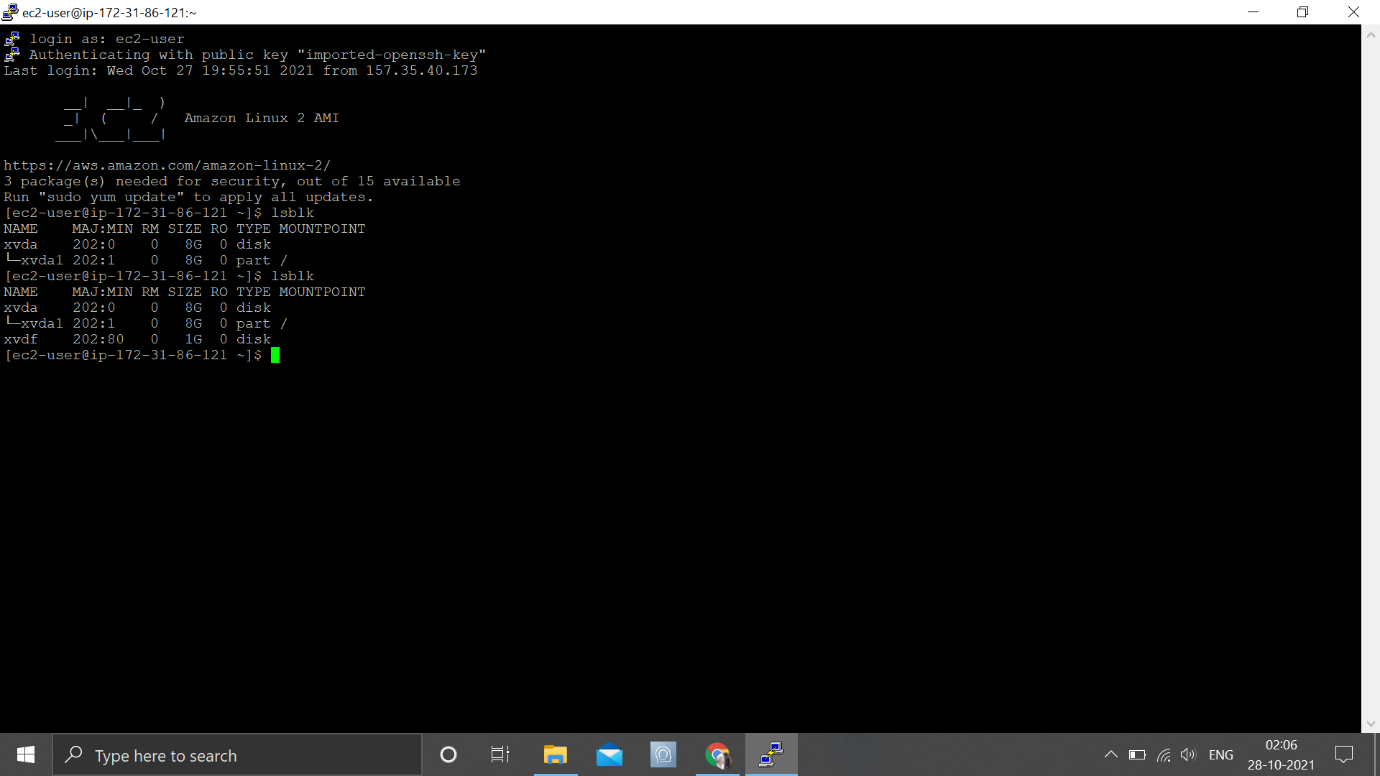 ec2-user@ip-172-31-86-121:~
login as: ec2-user
Authenticating with public key "imported-openssh-key"
Last login: Wed Oct 27 19:55:51 2021 from 157.35.40.173
__|  __|_  )
_|  (     /   Amazon Linux 2 AMI
___|\___|___|
https://aws.amazon.com/amazon-linux-2/
3 package(s) needed for security, out of 15 available
Run "sudo yum update" to apply all updates.
[ec2-user@ip-172-31-86-121 ~]$ lsblk
NAME    MAJ:MIN RM SIZE RO TYPE MOUNTPOINT
xvda    202:0    0   8G  0 disk
└─xvda1 202:1    0   8G  0 part /
[ec2-user@ip-172-31-86-121 ~]$ lsblk
NAME    MAJ:MIN RM SIZE RO TYPE MOUNTPOINT
xvda    202:0    0   8G  0 disk
└─xvda1 202:1    0   8G  0 part /
xvdf    202:80   0   1G  0 disk
[ec2-user@ip-172-31-86-121 ~]$
Type here to search
ENG
02:06
28-10-2021